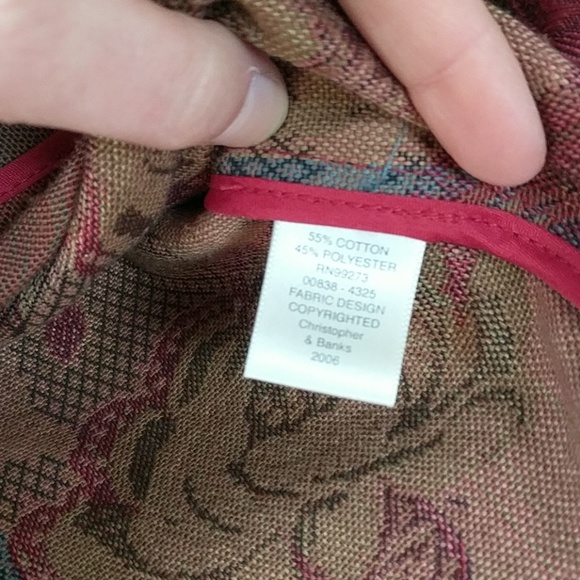 55% COTTON
45% POLYESTER
RN99273
00838 - 4325
FABRIC DESIGN
COPYRIGHTED
Christopher
& Banks
2006